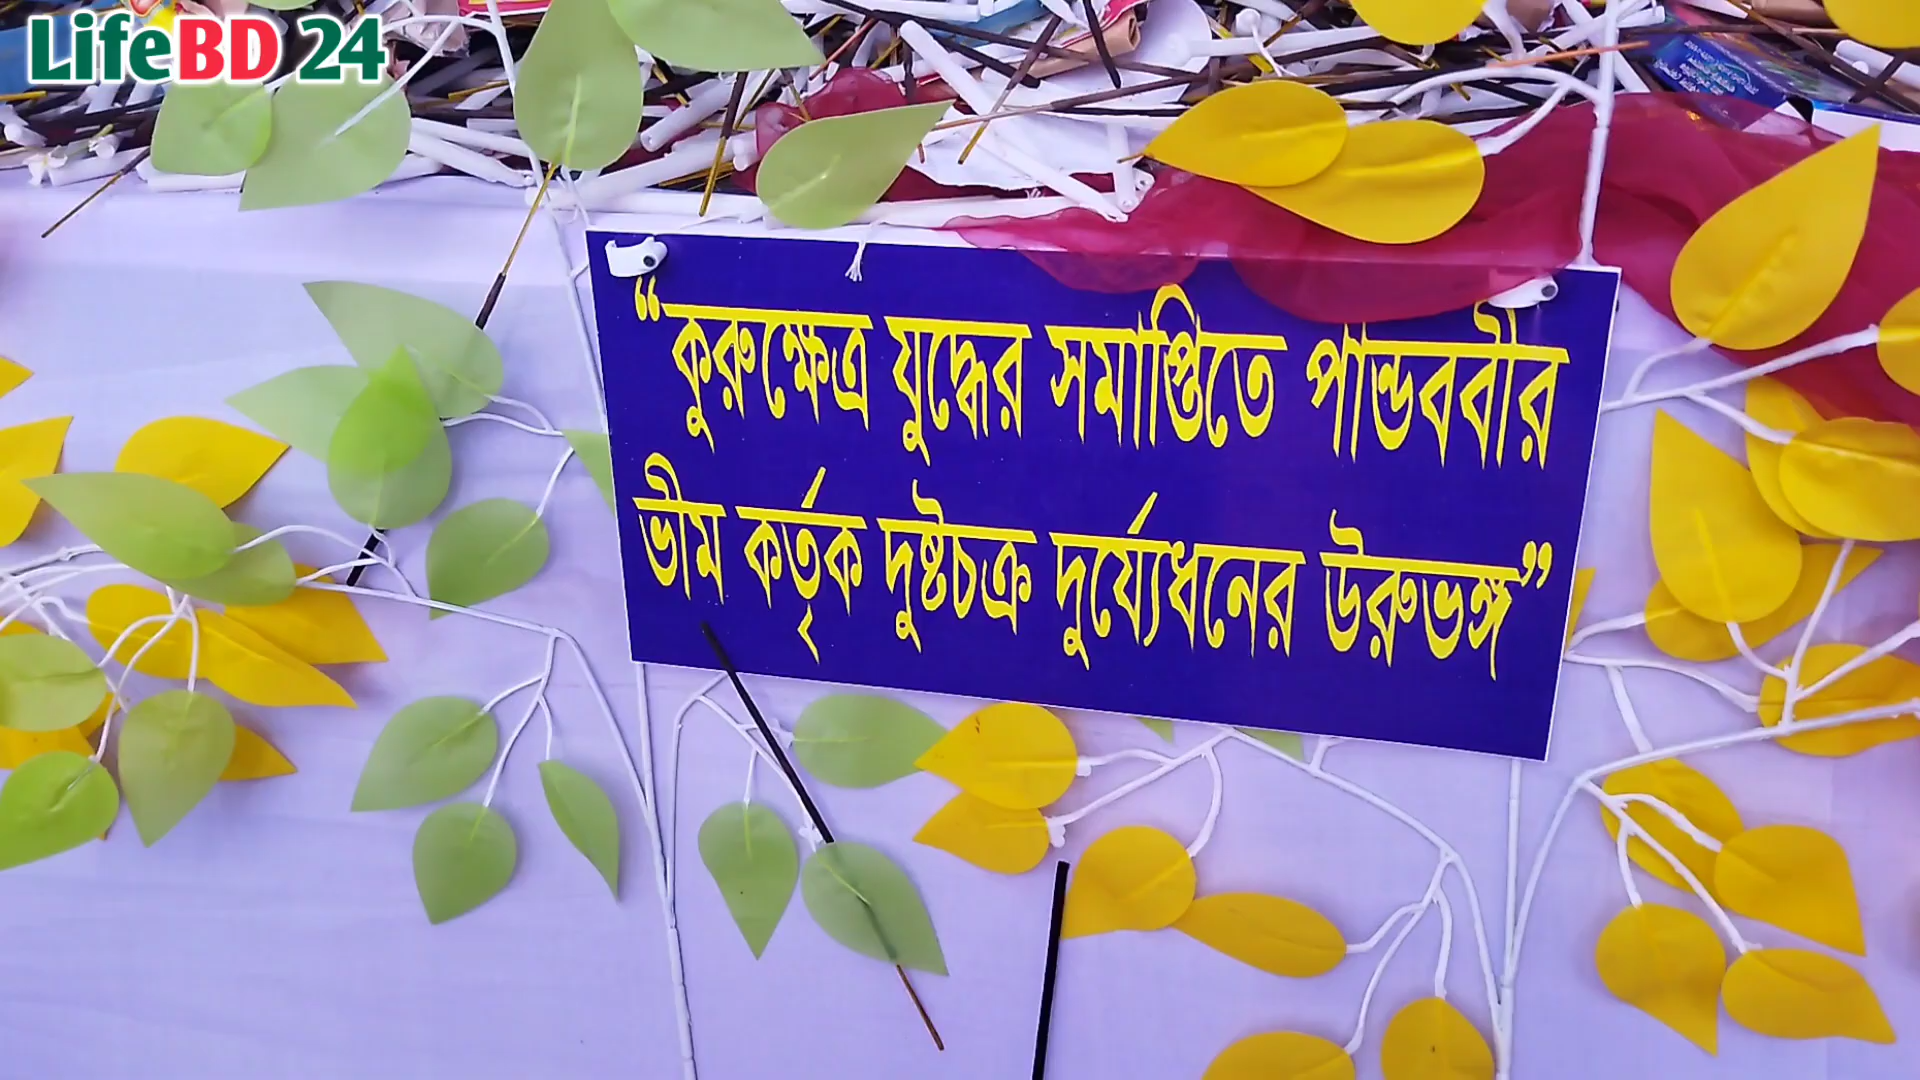 LifeBD 24
“কুরুক্ষেত্র যুদ্ধের সমাপ্তিতে পান্ডববীর
ভীম কর্তৃক দুষ্টচক্র দুর্য্যেধনের উরুভঙ্গ”